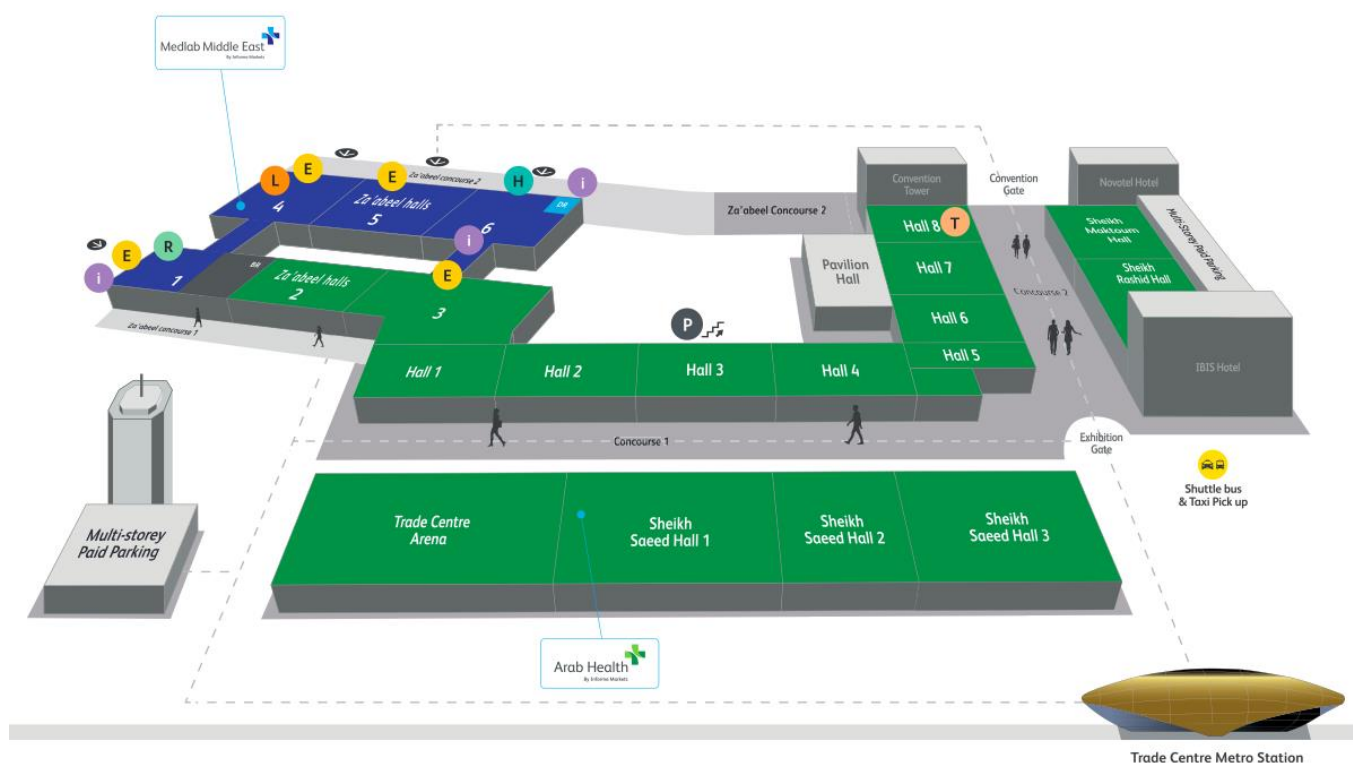 Medlab Middle East
By Informa Markets
L
E
E
Za'abeel concourse 2
H
i
Convention
Tower
Convention
Gate
Novotel Hotel
4
Za'abeel halls
5
6
DR
Za'abeel Concourse 2
Hall 8
T
Sheikh
Maktoum
Hall
Multi-Storey Paid Parking
E
R
i
i
1
BR
Za'abeel halls
2
E
3
Pavilion
Hall
Hall 7
Sheikh
Rashid Hall
Concourse 2
Za'abeel concourse 1
P
Hall 6
Hall 5
Hall 1
Hall 2
Hall 3
Hall 4
IBIS Hotel
Concourse 1
Exhibition
Gate
Shuttle bus
& Taxi Pick up
Multi-storey
Paid Parking
Trade Centre
Arena
Sheikh
Saeed Hall 1
Sheikh
Saeed Hall 2
Sheikh
Saeed Hall 3
Arab Health
By Informa Markets
Trade Centre Metro Station